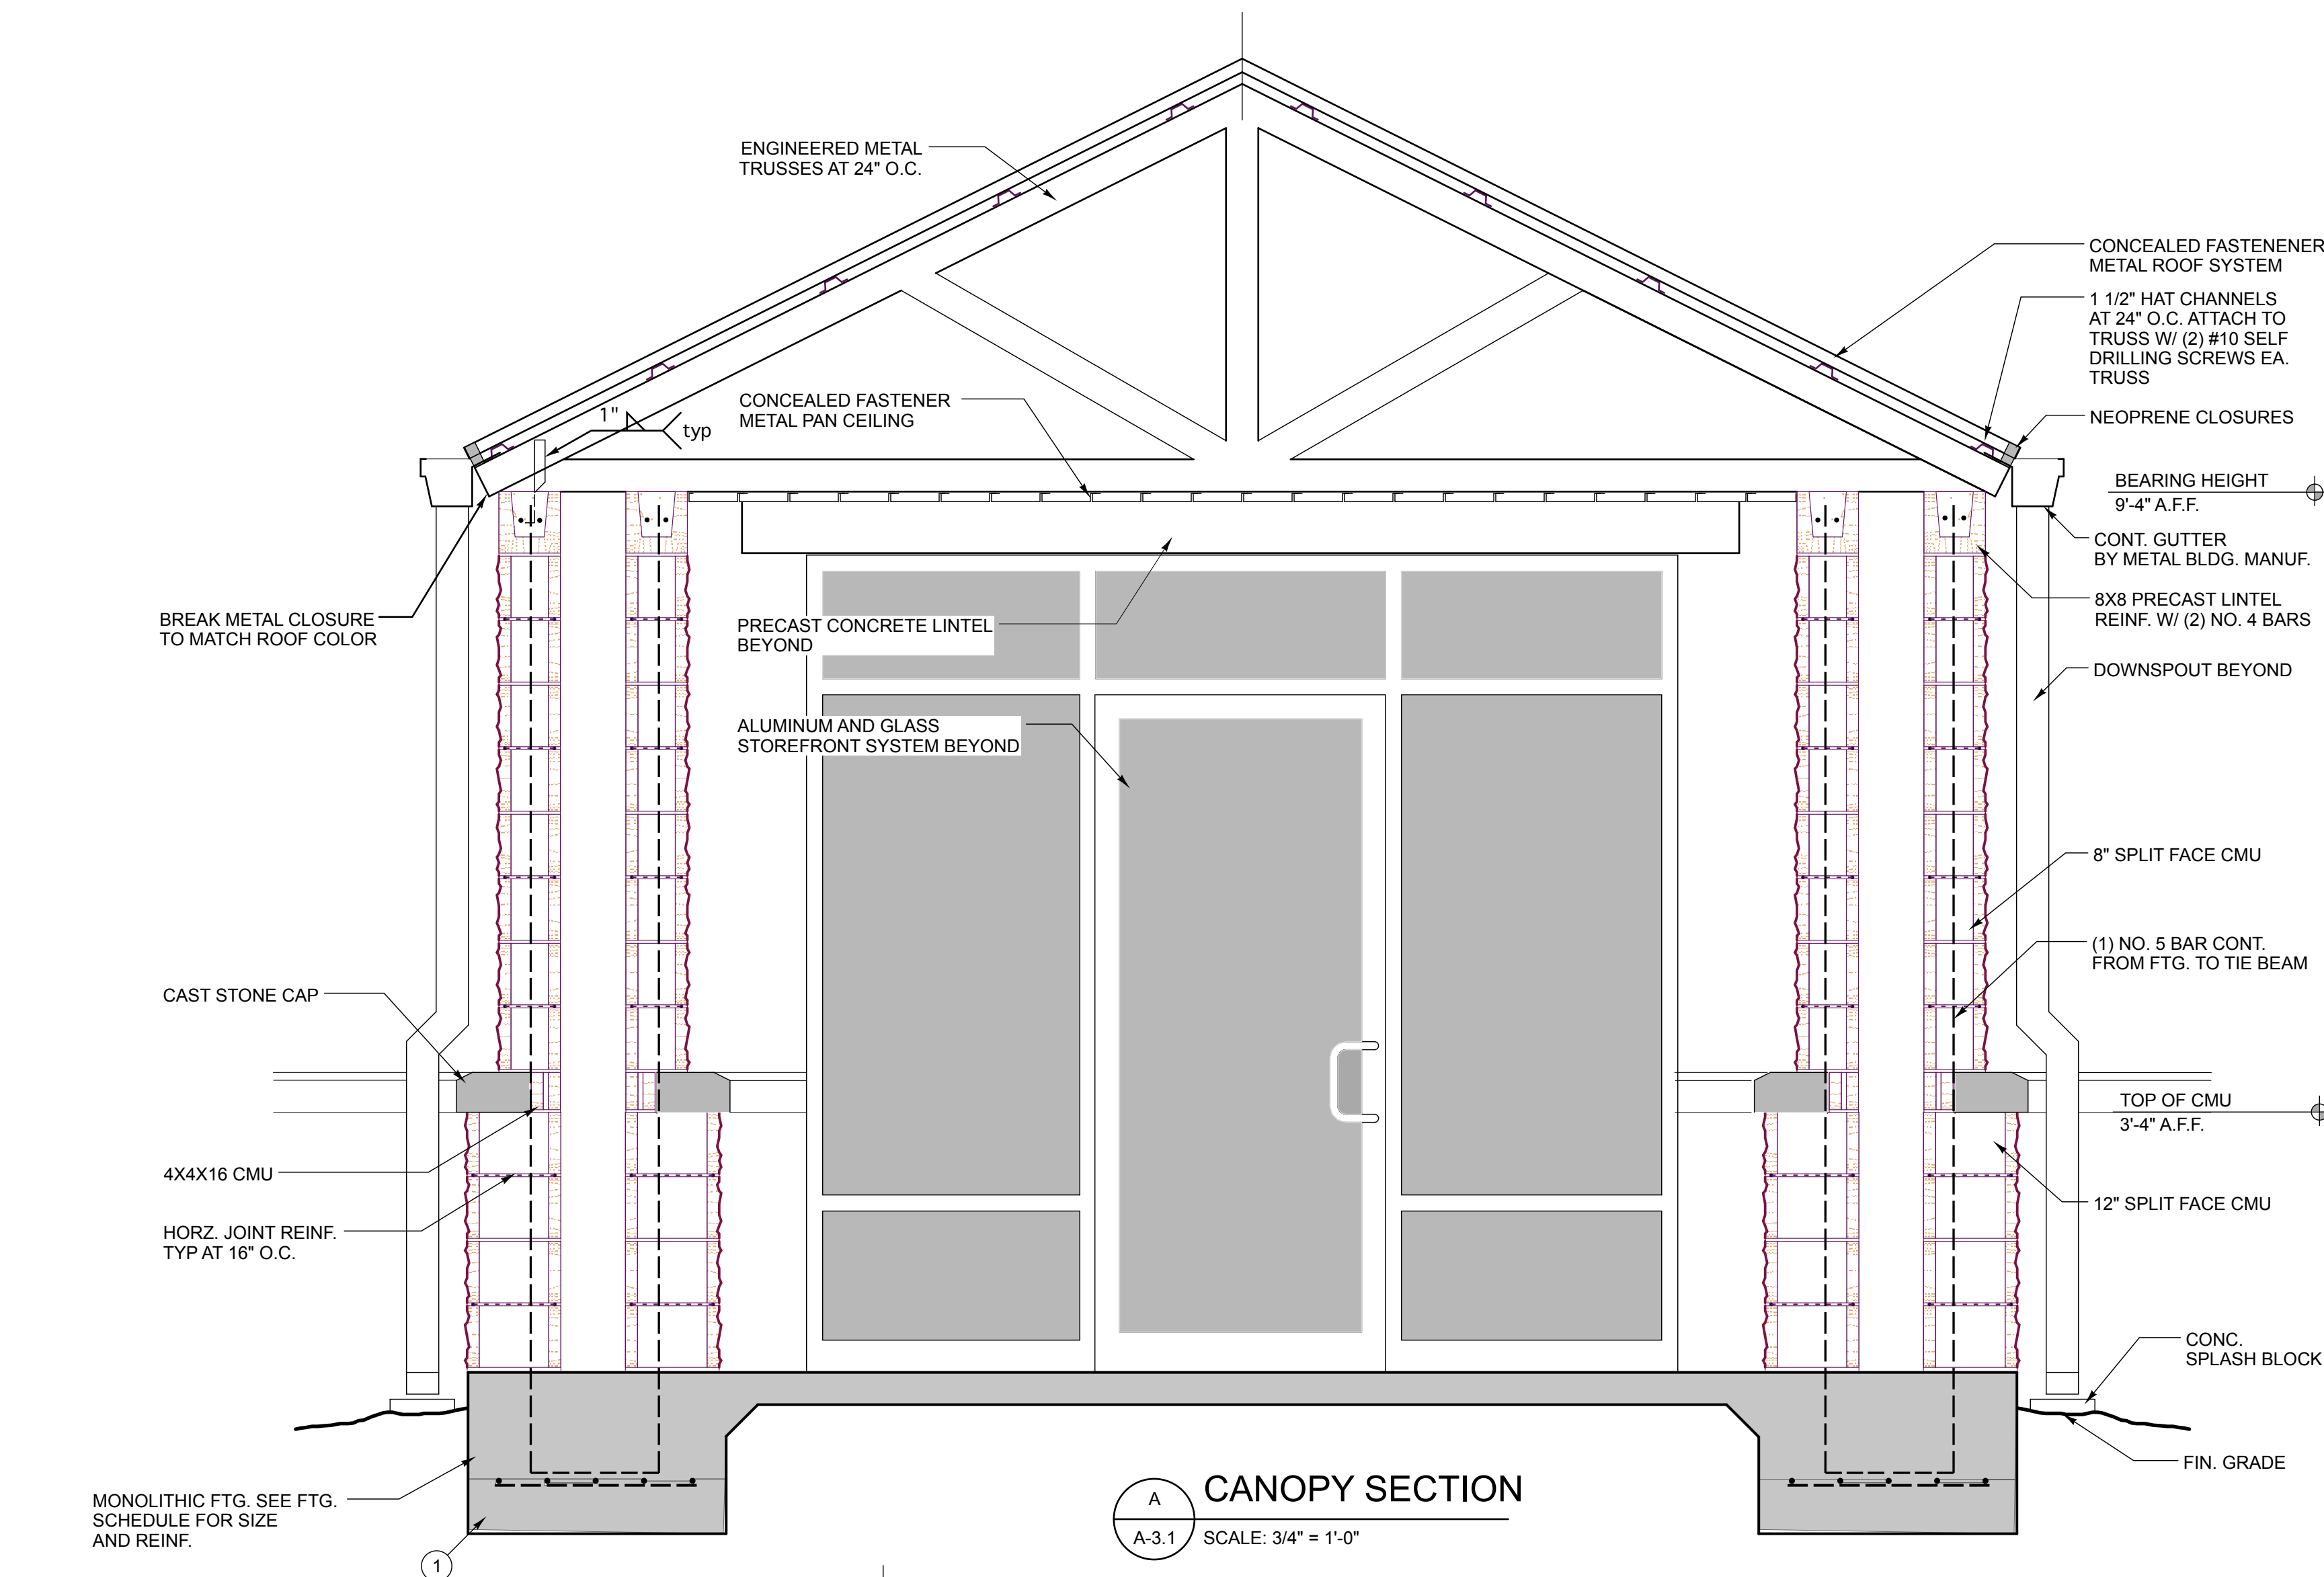 ENGINEERED METAL
TRUSSES AT 24" O.C.
CONCEALED FASTENENER
METAL ROOF SYSTEM
1 1/2" HAT CHANNELS
AT 24" O.C. ATTACH TO
TRUSS W/ (2) #10 SELF
DRILLING SCREWS EA.
TRUSS
NEOPRENE CLOSURES
CONCEALED FASTENER
METAL PAN CEILING
1"
typ
BEARING HEIGHT
9'-4" A.F.F.
CONT. GUTTER
BY METAL BLDG. MANUF.
8X8 PRECAST LINTEL
REINF. W/ (2) NO. 4 BARS
BREAK METAL CLOSURE
TO MATCH ROOF COLOR
PRECAST CONCRETE LINTEL
BEYOND
DOWNSPOUT BEYOND
ALUMINUM AND GLASS
STOREFRONT SYSTEM BEYOND
8" SPLIT FACE CMU
(1) NO. 5 BAR CONT.
FROM FTG. TO TIE BEAM
CAST STONE CAP
TOP OF CMU
3'-4" A.F.F.
4X4X16 CMU
12" SPLIT FACE CMU
HORZ. JOINT REINF.
TYP AT 16" O.C.
CONC.
SPLASH BLOCK
FIN. GRADE
MONOLITHIC FTG. SEE FTG.
SCHEDULE FOR SIZE
AND REINF.
1
A
A-3.1
CANOPY SECTION
SCALE: 3/4" = 1'-0"